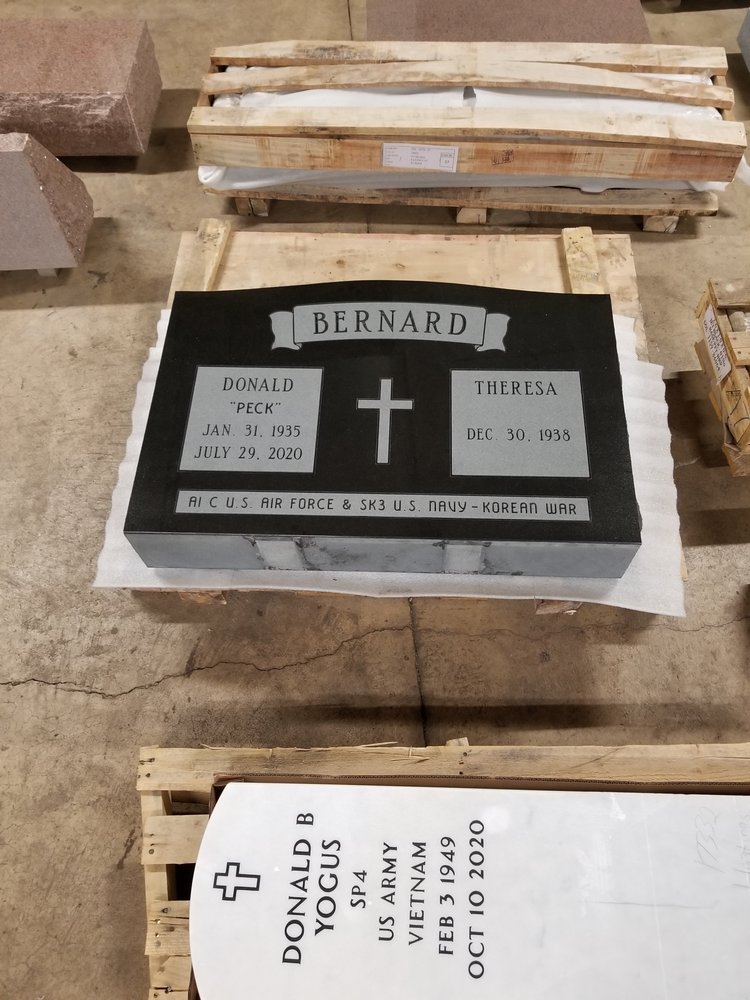 BERNARD
DONALD
"PECK"
JAN. 31, 1935
JULY 29, 2020
THERESA
DEC. 30, 1938
A1 C U.S. AIR FORCE & SK3 U.S. NAVY - KOREAN WAR
DONALD B
YOGUS
SP4
US ARMY
VIETNAM
FEB 3 1949
OCT 10 2020